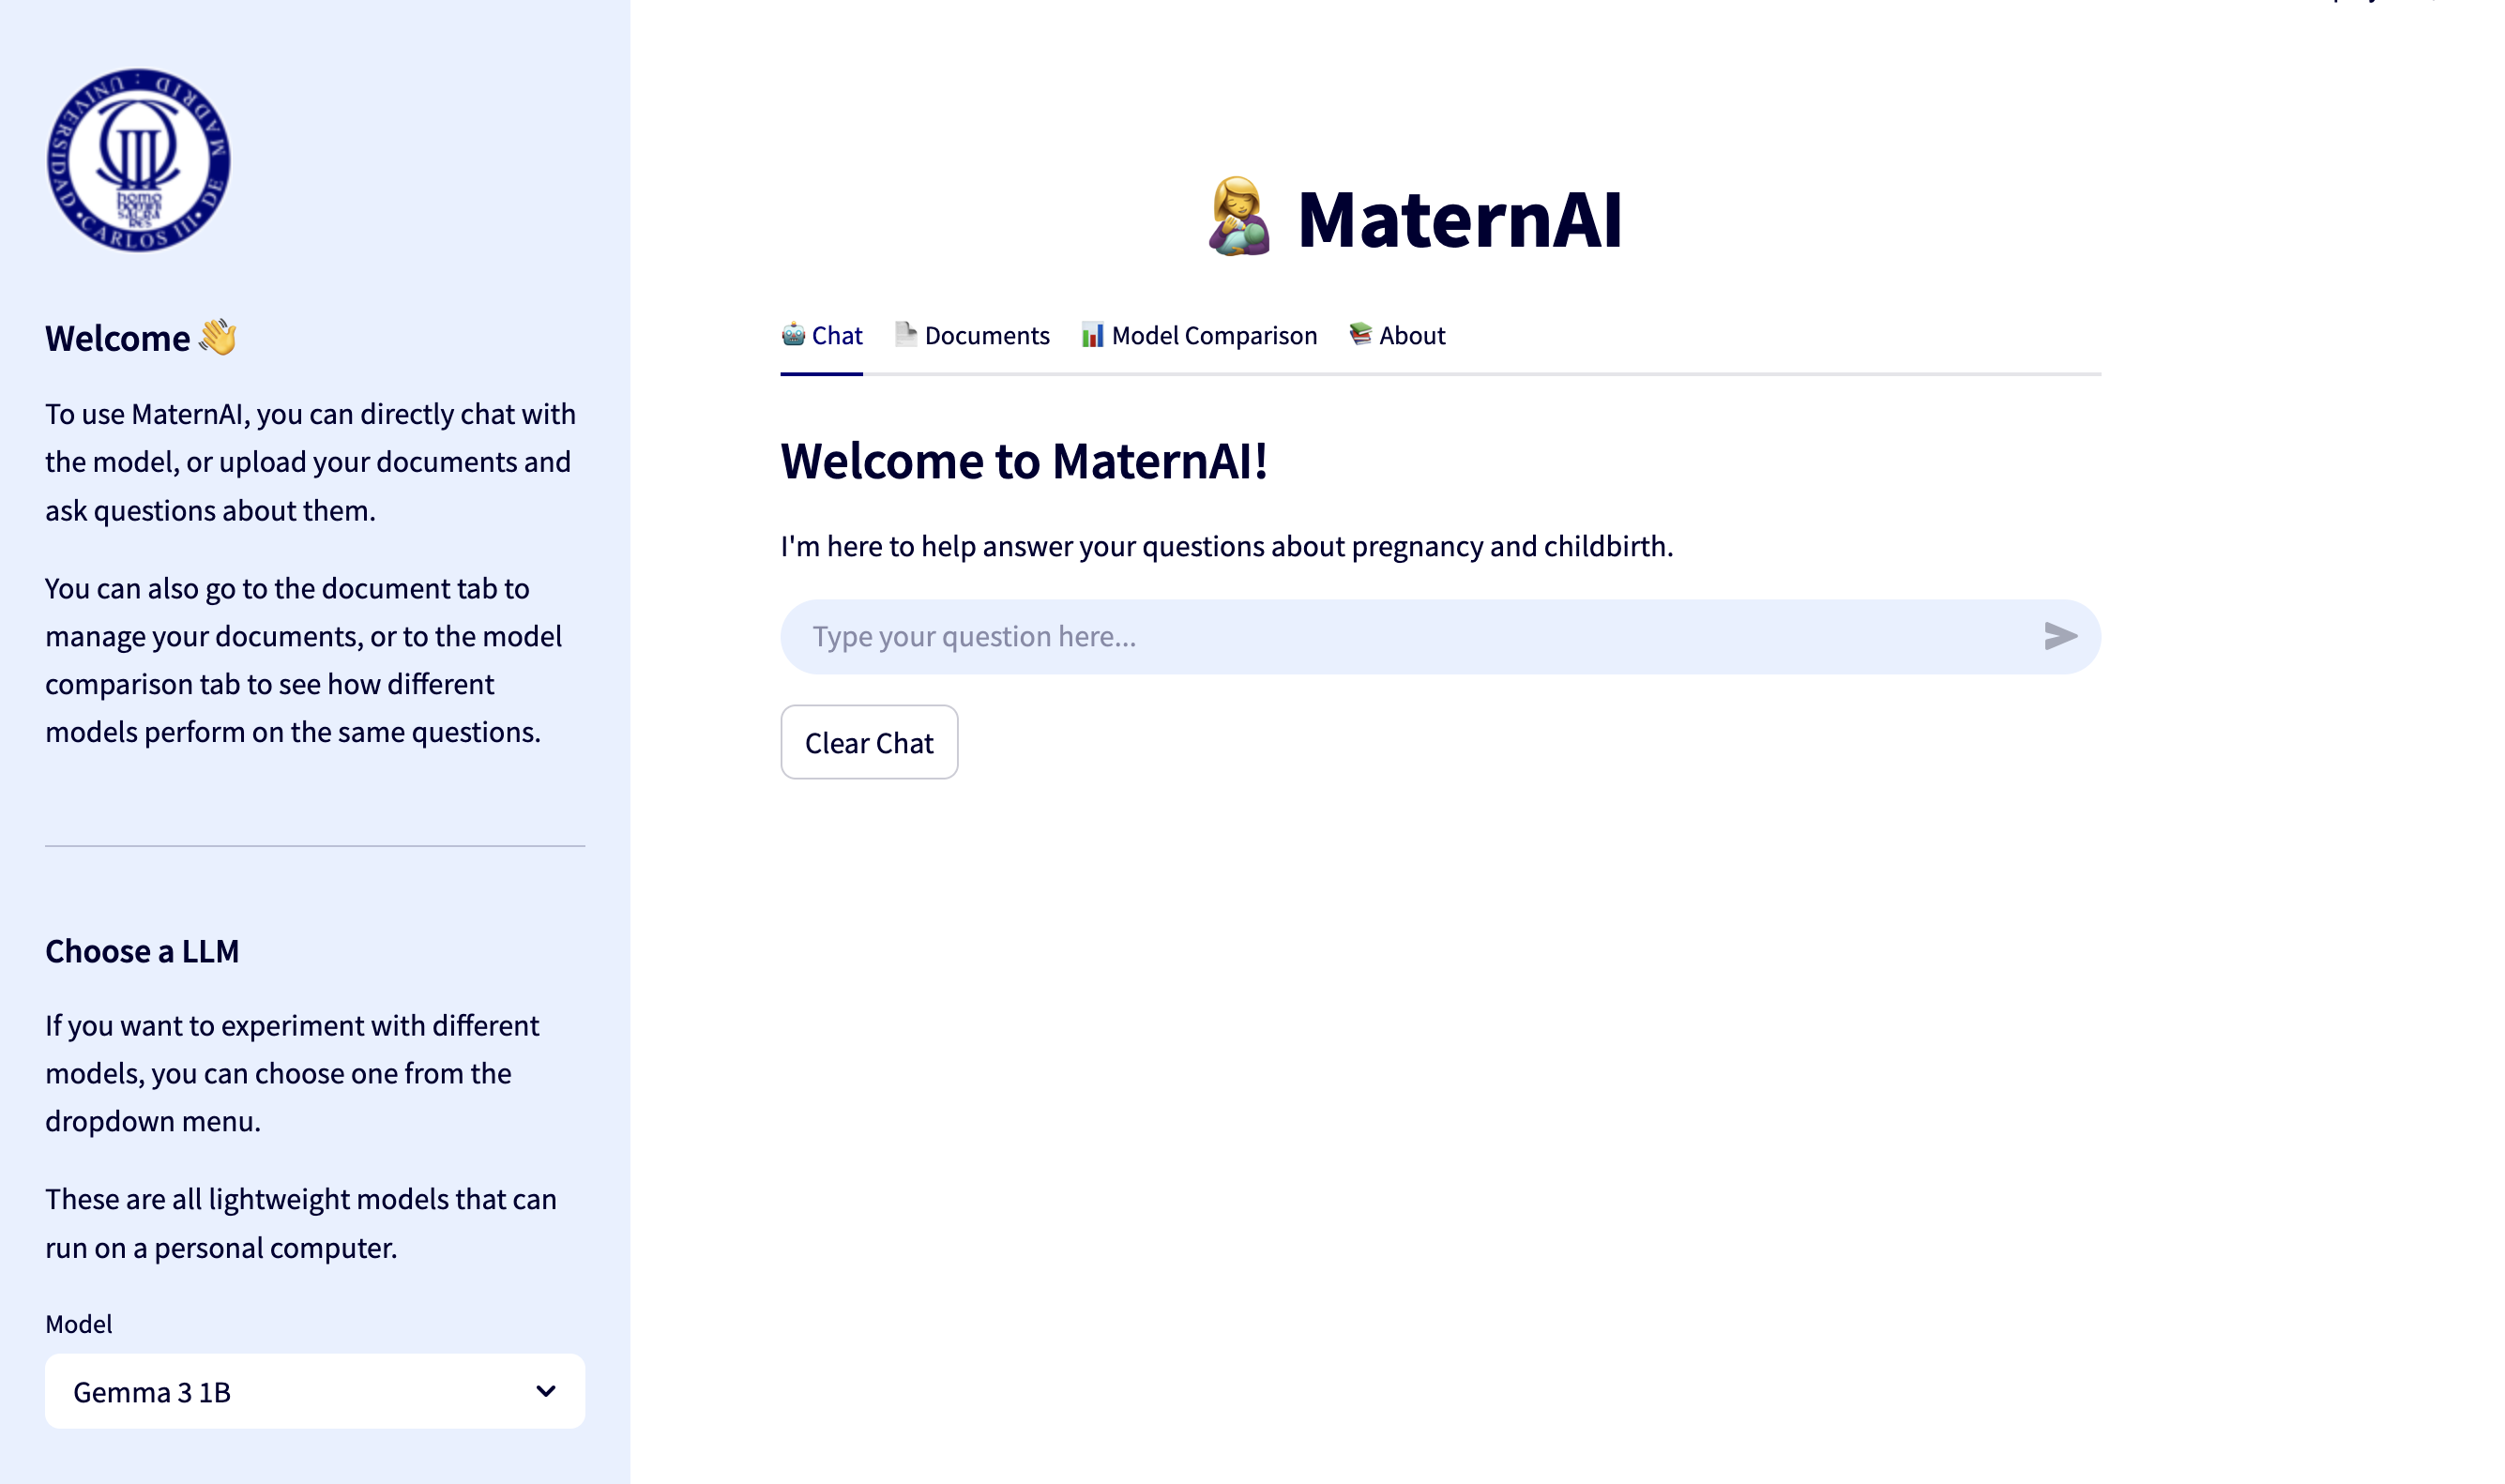 UNIVERSIDAD · CARLOS III · DE MADRID :
homo
homini
SACRA
RES
Welcome 👋
To use MaternAI, you can directly chat with
the model, or upload your documents and
ask questions about them.
You can also go to the document tab to
manage your documents, or to the model
comparison tab to see how different
models perform on the same questions.
Choose a LLM
If you want to experiment with different
models, you can choose one from the
dropdown menu.
These are all lightweight models that can
run on a personal computer.
Model
Gemma 3 1B
MaternAI
Chat Documents Model Comparison About
Welcome to MaternAI!
I'm here to help answer your questions about pregnancy and childbirth.
Type your question here...
Clear Chat